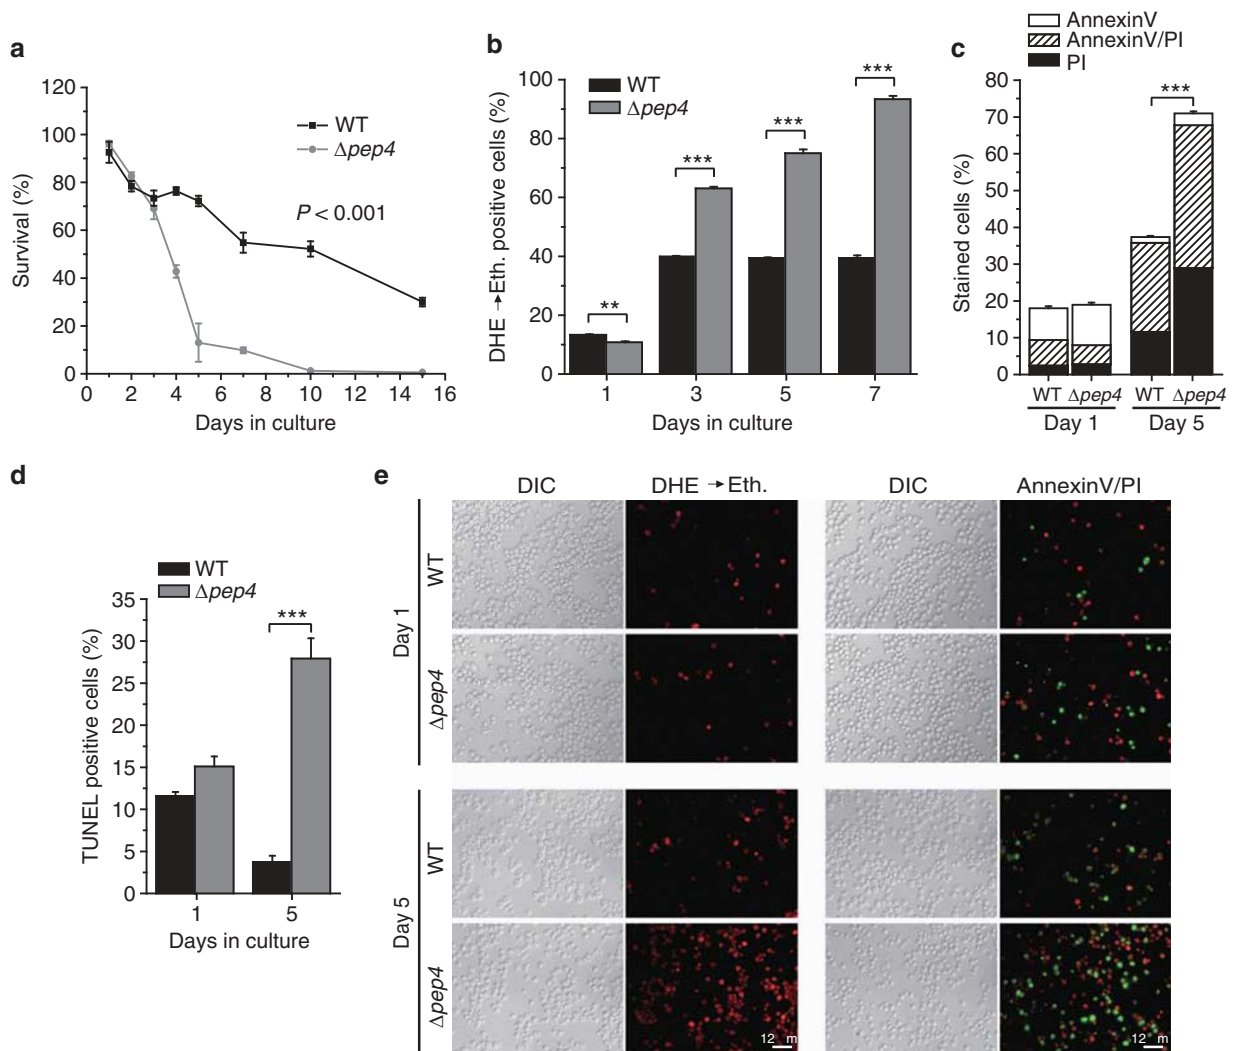 a
120
100
80
60
40
20
0
Survival (%)
WT
Δpep4
P < 0.001
0 2 4 6 8 10 12 14 16
Days in culture
b
100
80
60
40
20
0
DHE → Eth. positive cells (%)
WT
Δpep4
** *** *** ***
1 3 5 7
Days in culture
c
AnnexinV
AnnexinV/PI
PI
80
70
60
50
40
30
20
10
0
Stained cells (%)
***
WT Δpep4 WT Δpep4
Day 1 Day 5
d
WT
Δpep4
35
30
25
20
15
10
5
0
TUNEL positive cells (%)
***
1 5
Days in culture
e
DIC DHE → Eth. DIC AnnexinV/PI
Day 1
WT
Δpep4
Day 5
WT
Δpep4
12 m
12 m